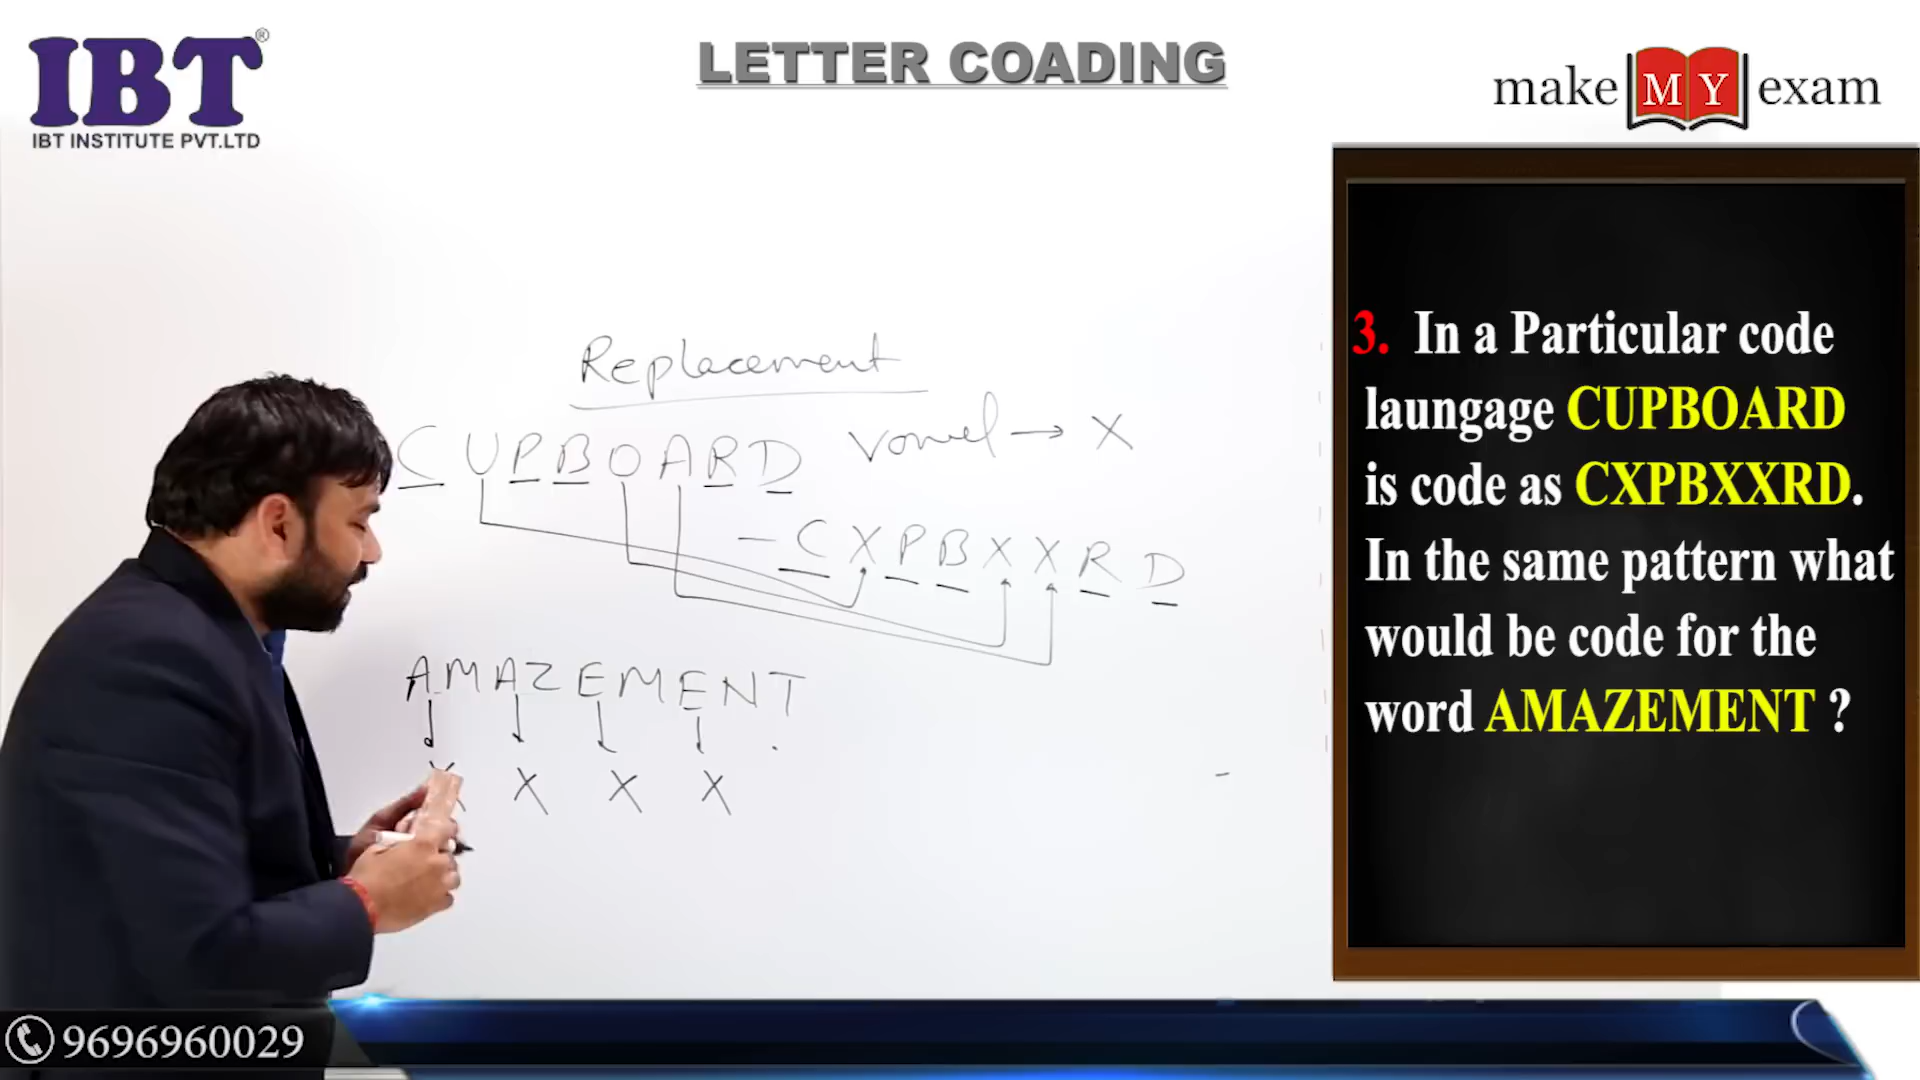 IBT®
IBT INSTITUTE PVT.LTD
LETTER COADING
make MY exam
Replacement
CUPBOARD vowel → X
- CXPBXXRD
AMAZEMENT
X X X X
3. In a Particular code
laungage CUPBOARD
is code as CXPBXXRD.
In the same pattern what
would be code for the
word AMAZEMENT ?
9696960029